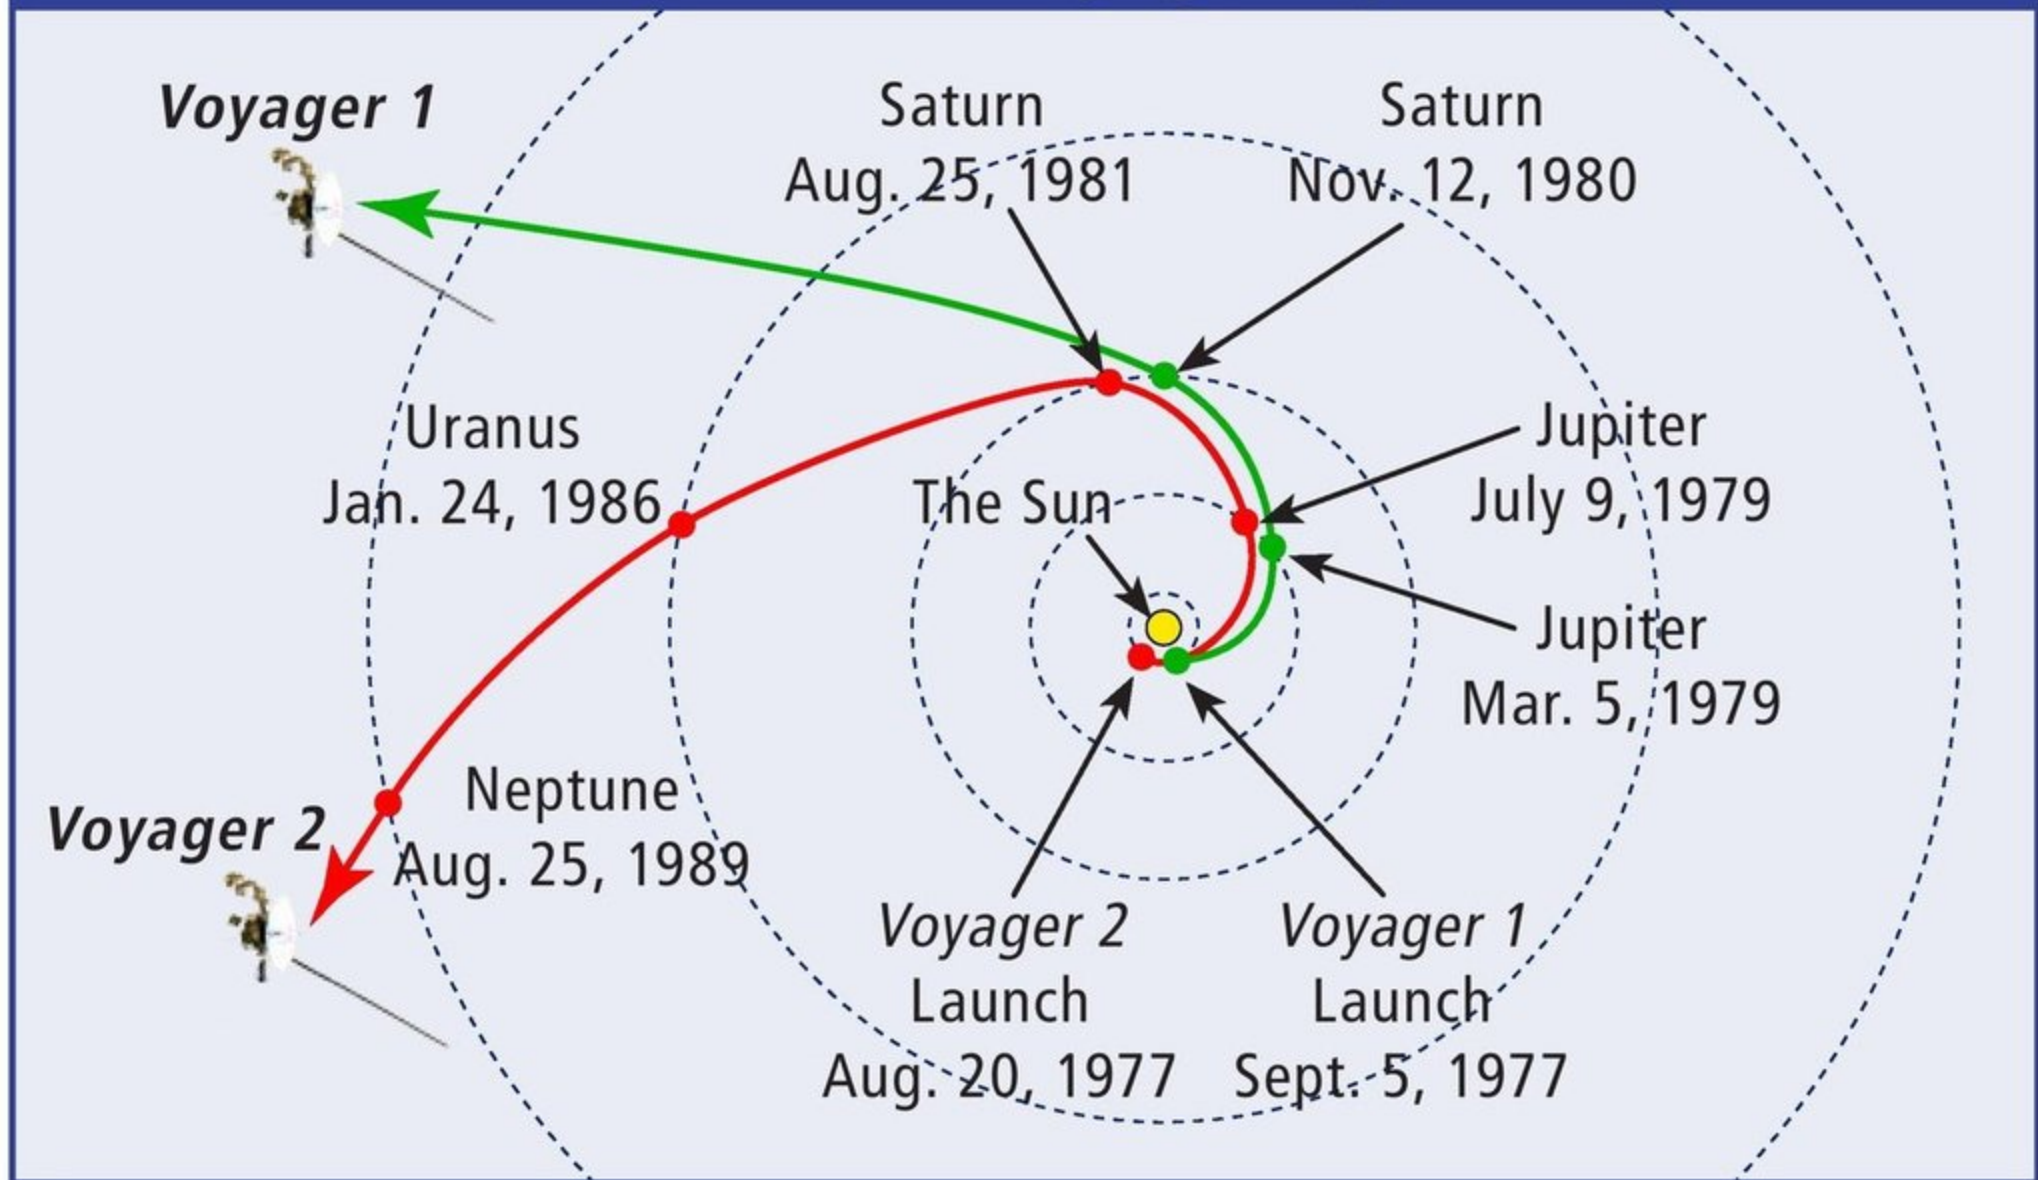 Voyager 1
Saturn
Aug. 25, 1981
Saturn
Nov. 12, 1980
Uranus
Jan. 24, 1986
The Sun
Jupiter
July 9, 1979
Jupiter
Mar. 5, 1979
Neptune
Aug. 25, 1989
Voyager 2
Voyager 2
Launch
Aug. 20, 1977
Voyager 1
Launch
Sept. 5, 1977